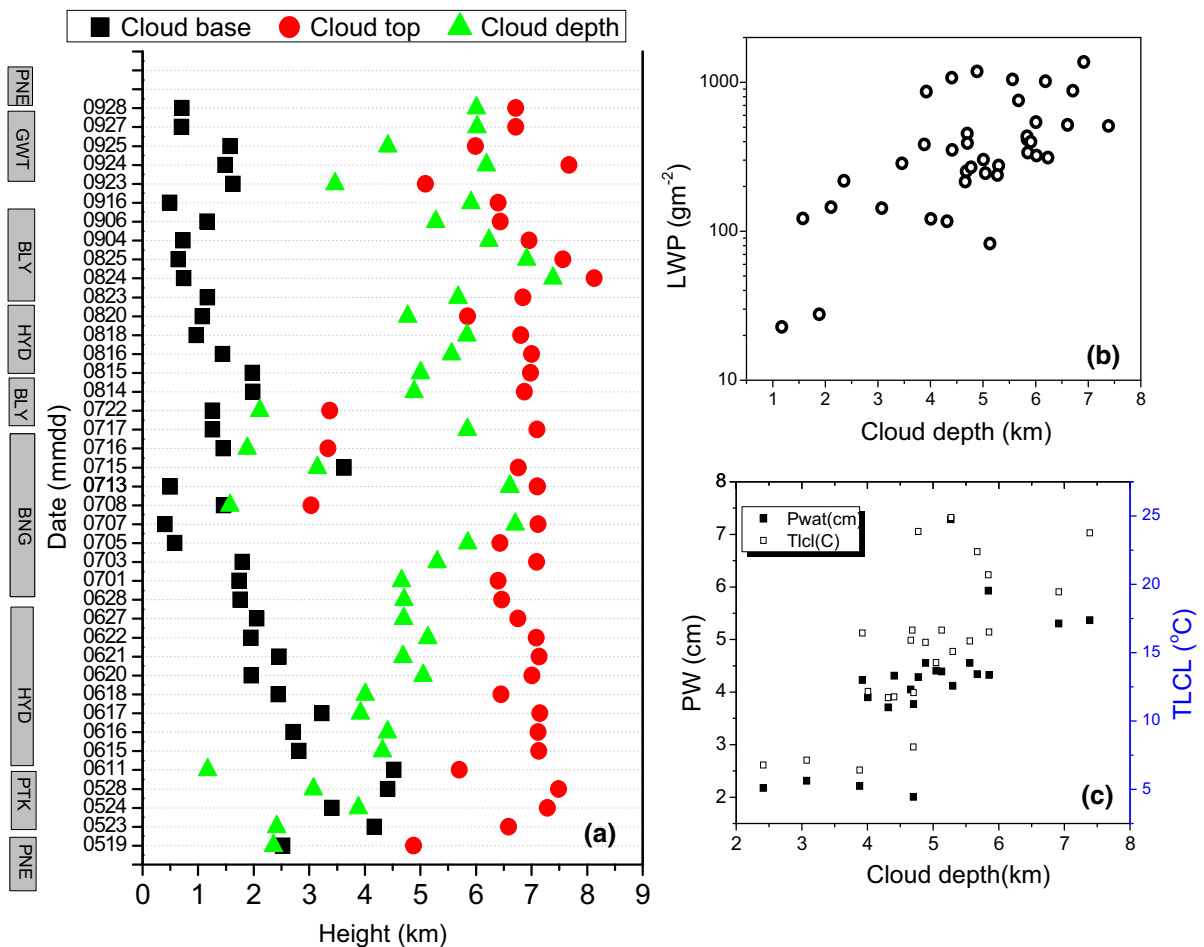 Cloud base Cloud top Cloud depth
PNE
GWT
BLY
HYD
BLY
BNG
HYD
PTK
PNE
Date (mmdd)
0928
0927
0925
0924
0923
0916
0906
0904
0825
0824
0823
0820
0818
0816
0815
0814
0722
0717
0716
0715
0713
0708
0707
0705
0703
0701
0628
0627
0622
0621
0620
0618
0617
0616
0615
0611
0528
0524
0523
0519
(a)
0 1 2 3 4 5 6 7 8 9
Height (km)
LWP (gm-2)
1000
100
10
(b)
1 2 3 4 5 6 7 8
Cloud depth (km)
PW (cm)
8
7
6
5
4
3
2
Pwat(cm)
Tlcl(C)
(c)
25
20
15
10
5
TLCL (oC)
2 3 4 5 6 7 8
Cloud depth(km)